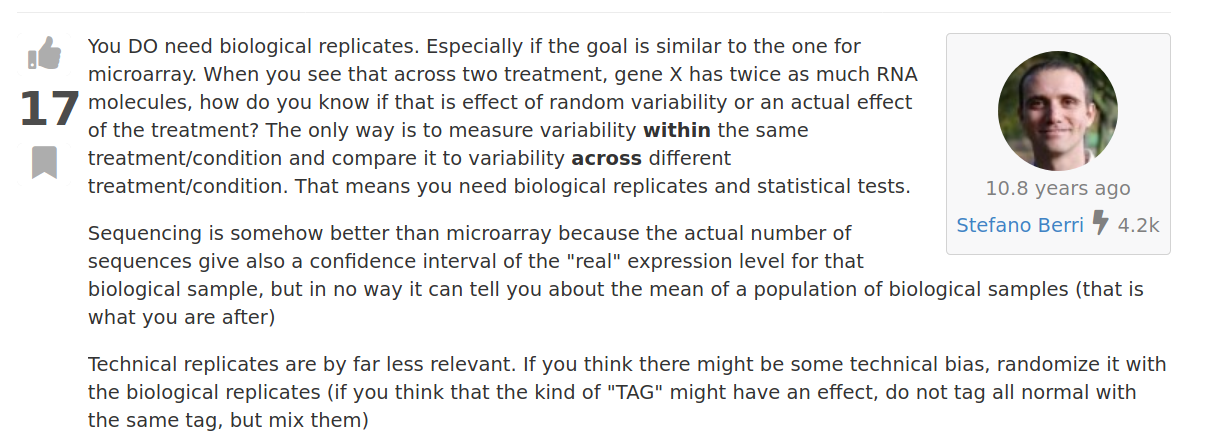 You DO need biological replicates. Especially if the goal is similar to the one for
microarray. When you see that across two treatment, gene X has twice as much RNA
17
molecules, how do you know if that is effect of random variability or an actual effect
of the treatment? The only way is to measure variability within the same
treatment/condition and compare it to variability across different
treatment/condition. That means you need biological replicates and statistical tests.
10.8 years ago
Stefano Berri 4.2k
Sequencing is somehow better than microarray because the actual number of
sequences give also a confidence interval of the "real" expression level for that
biological sample, but in no way it can tell you about the mean of a population of biological samples (that is
what you are after)
Technical replicates are by far less relevant. If you think there might be some technical bias, randomize it with
the biological replicates (if you think that the kind of "TAG" might have an effect, do not tag all normal with
the same tag, but mix them)